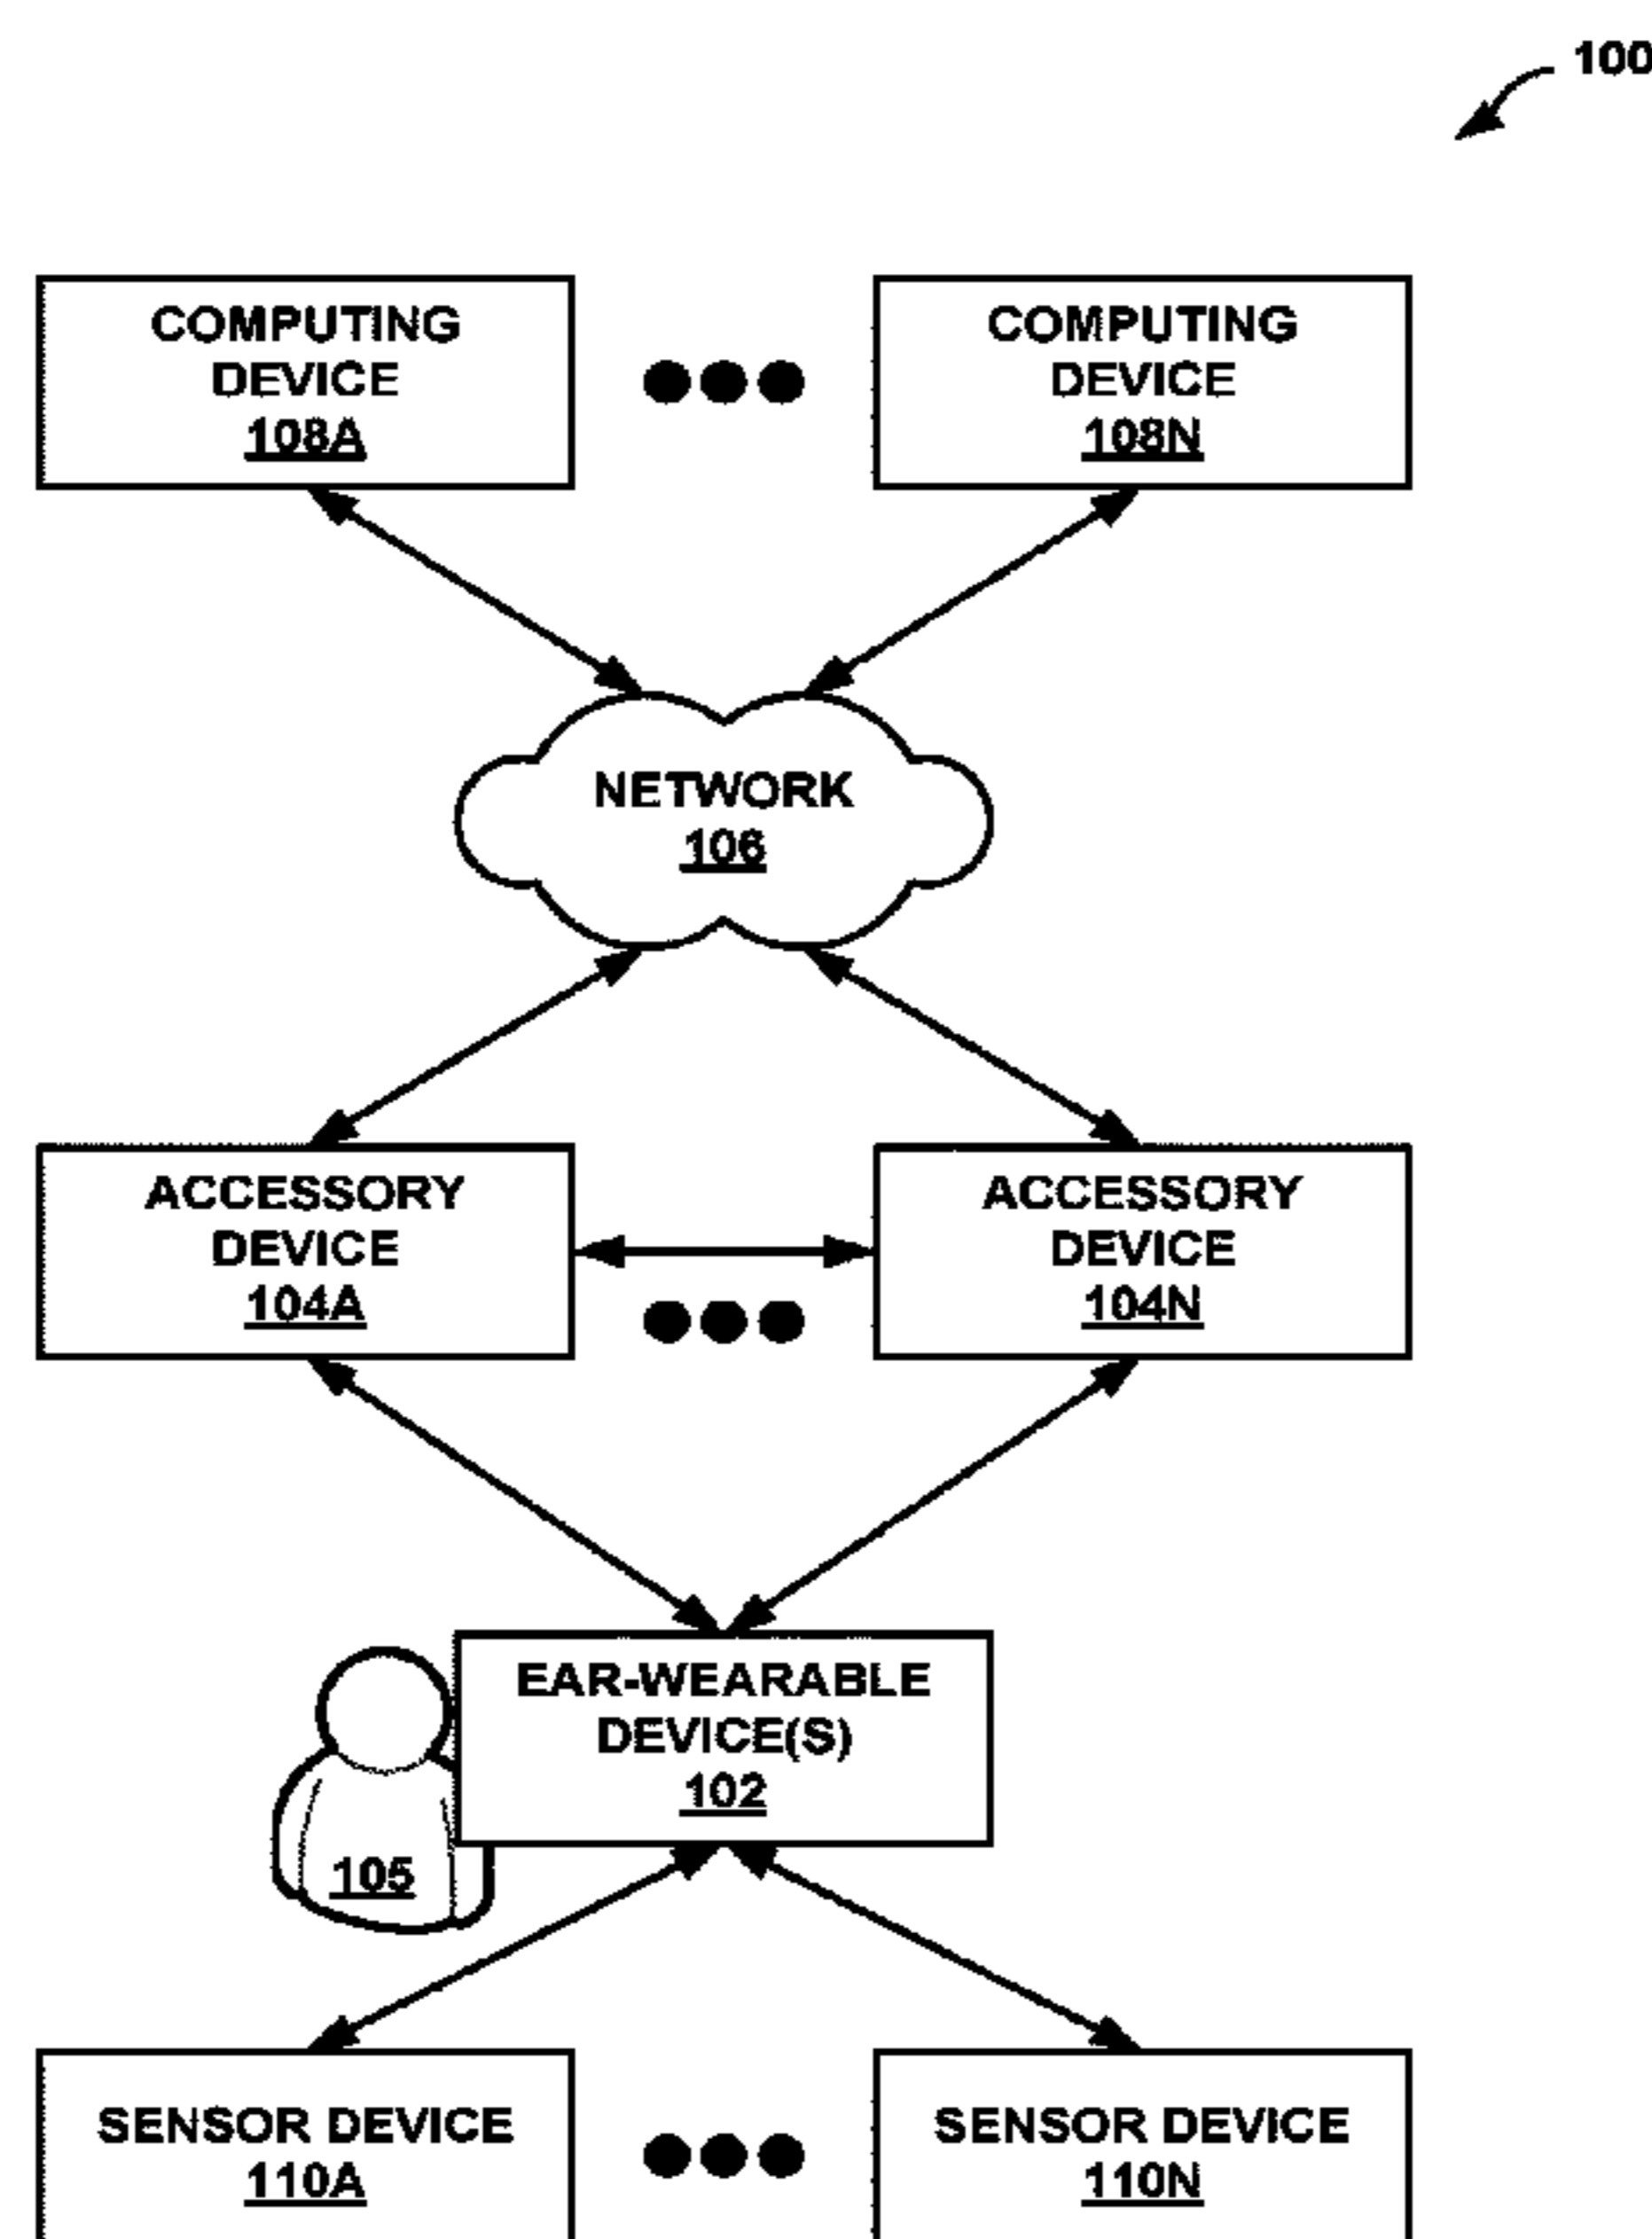 100
COMPUTING
DEVICE
108A
COMPUTING
DEVICE
108N
NETWORK
106
ACCESSORY
DEVICE
104A
ACCESSORY
DEVICE
104N
EAR-WEARABLE
DEVICE(S)
102
105
SENSOR DEVICE
110A
SENSOR DEVICE
110N